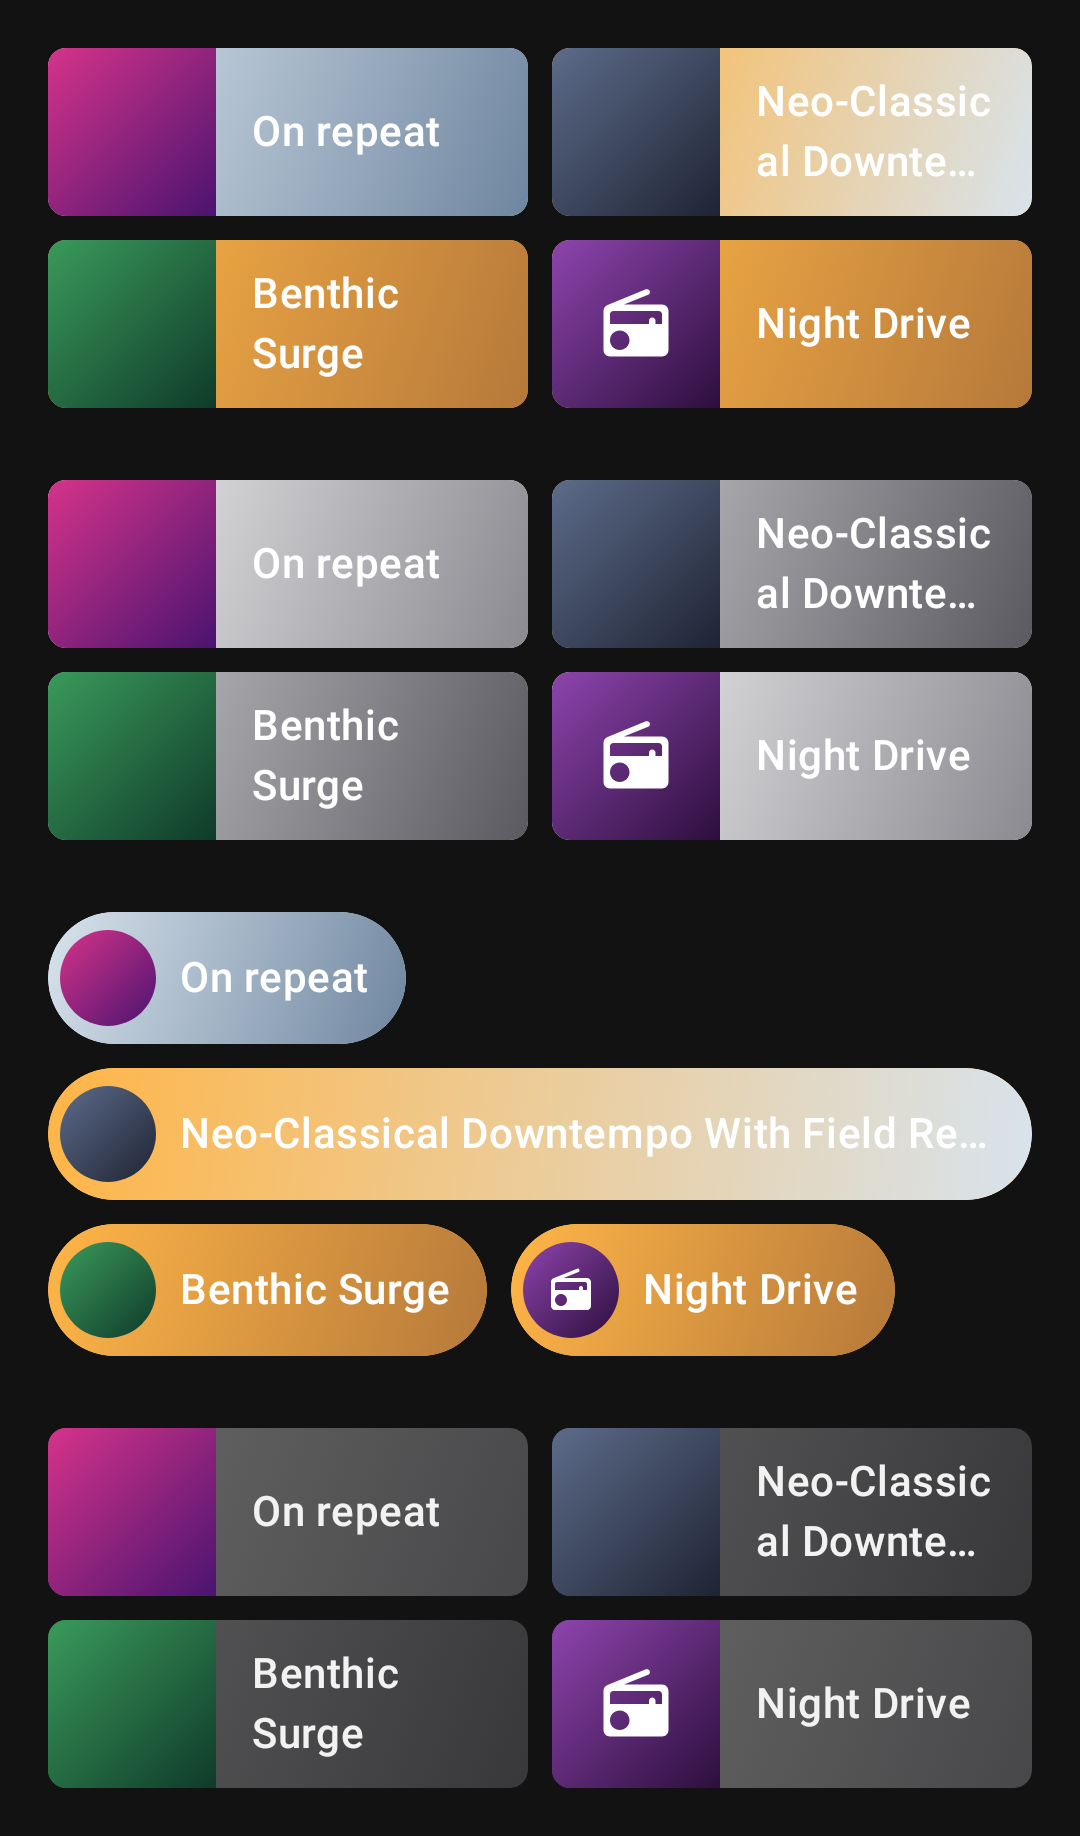 On repeat
Neo-Classic
al Downte…
Benthic
Surge
Night Drive
On repeat
Neo-Classic
al Downte…
Benthic
Surge
Night Drive
On repeat
Neo-Classical Downtempo With Field Re…
Benthic Surge
Night Drive
On repeat
Neo-Classic
al Downte…
Benthic
Surge
Night Drive